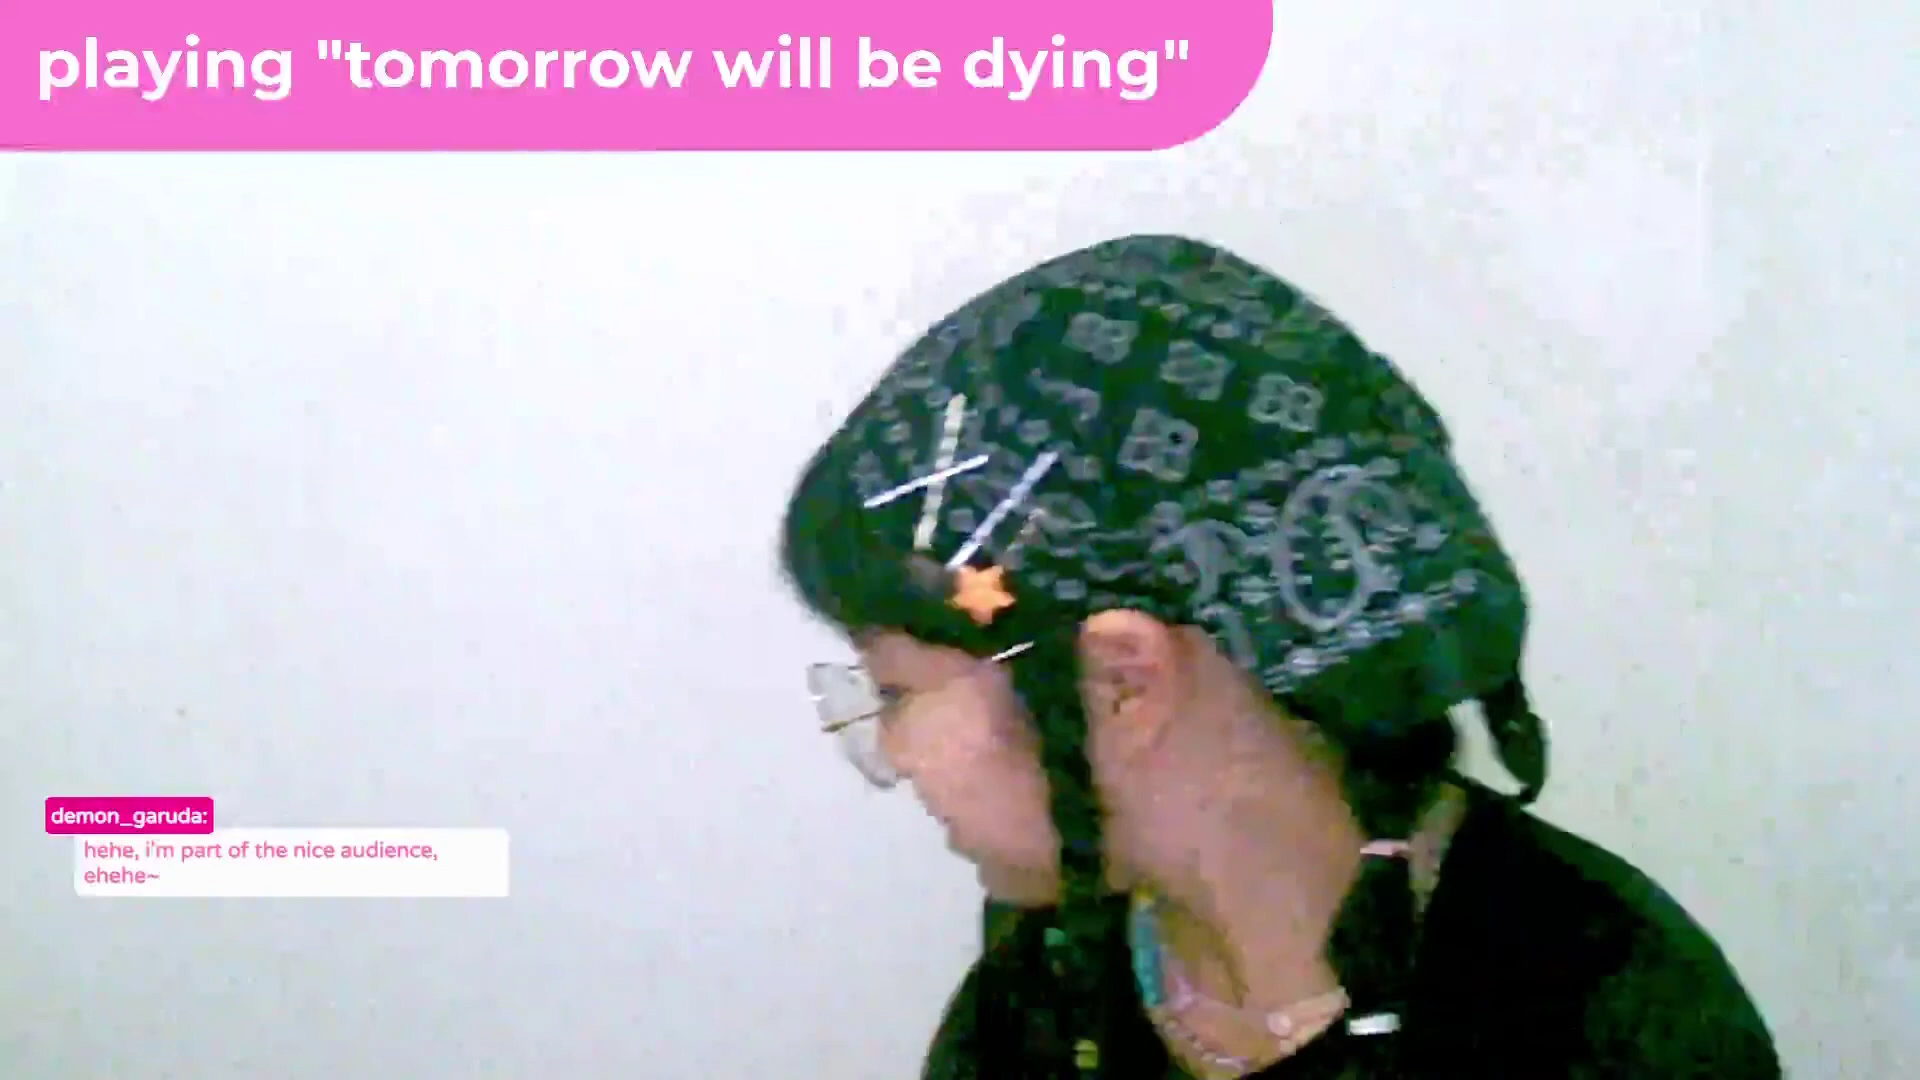 playing "tomorrow will be dying"
demon_garuda:
hehe, i'm part of the nice audience,
ehehe~